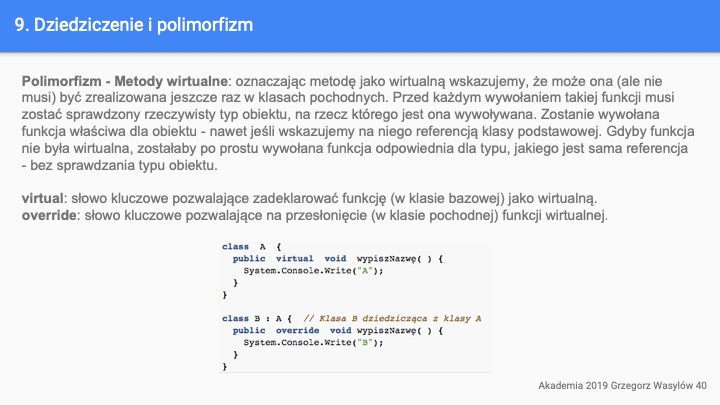 9. Dziedziczenie i polimorfizm
Polimorfizm - Metody wirtualne: oznaczając metodę jako wirtualną wskazujemy, że może ona (ale nie
musi) być zrealizowana jeszcze raz w klasach pochodnych. Przed każdym wywołaniem takiej funkcji musi
zostać sprawdzony rzeczywisty typ obiektu, na rzecz którego jest ona wywoływana. Zostanie wywołana
funkcja właściwa dla obiektu - nawet jeśli wskazujemy na niego referencją klasy podstawowej. Gdyby funkcja
nie była wirtualna, zostałaby po prostu wywołana funkcja odpowiednia dla typu, jakiego jest sama referencja
- bez sprawdzania typu obiektu.
virtual: słowo kluczowe pozwalające zadeklarować funkcję (w klasie bazowej) jako wirtualną.
override: słowo kluczowe pozwalające na przesłonięcie (w klasie pochodnej) funkcji wirtualnej.
class A {
public virtual void wypiszNazwę( ) {
System.Console.Write("A");
}
}
class B : A { // Klasa B dziedzicząca z klasy A
public override void wypiszNazwę( ) {
System.Console.Write("B");
}
}
Akademia 2019 Grzegorz Wasylów 40